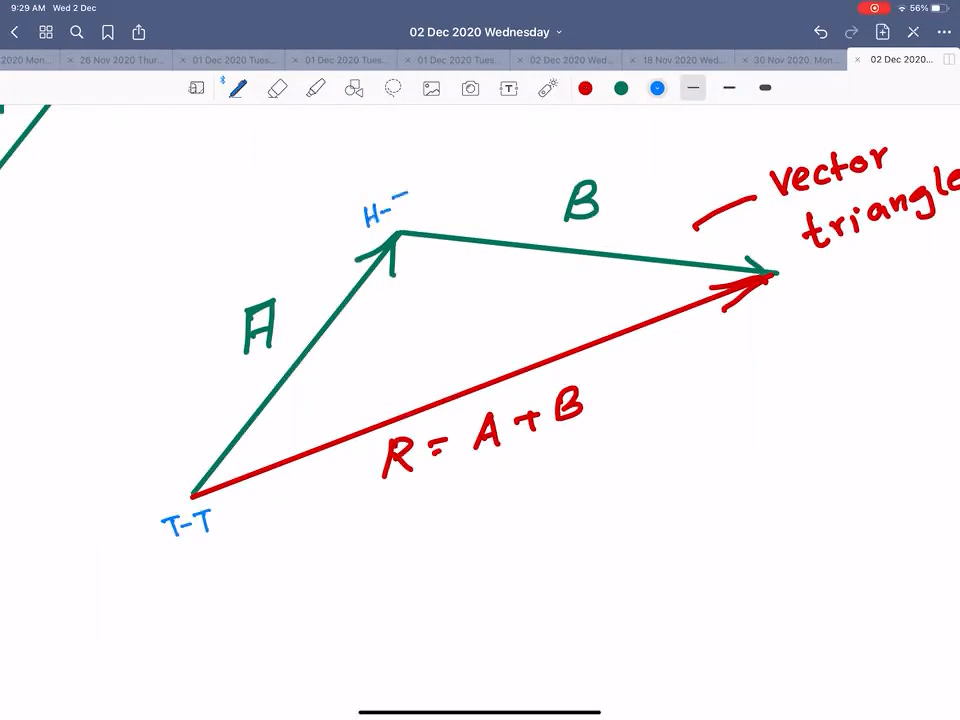 9:29 AM Wed 2 Dec
56%
02 Dec 2020 Wednesday
2020 Mon...
26 Nov 2020 Thur...
01 Dec 2020 Tues...
01 Dec 2020 Tues...
01 Dec 2020 Tues...
02 Dec 2020 Wed...
18 Nov 2020 Wed...
30 Nov 2020. Mon...
02 Dec 2020...
T
vector
triangle
B
H--
A
R = A + B
T-T